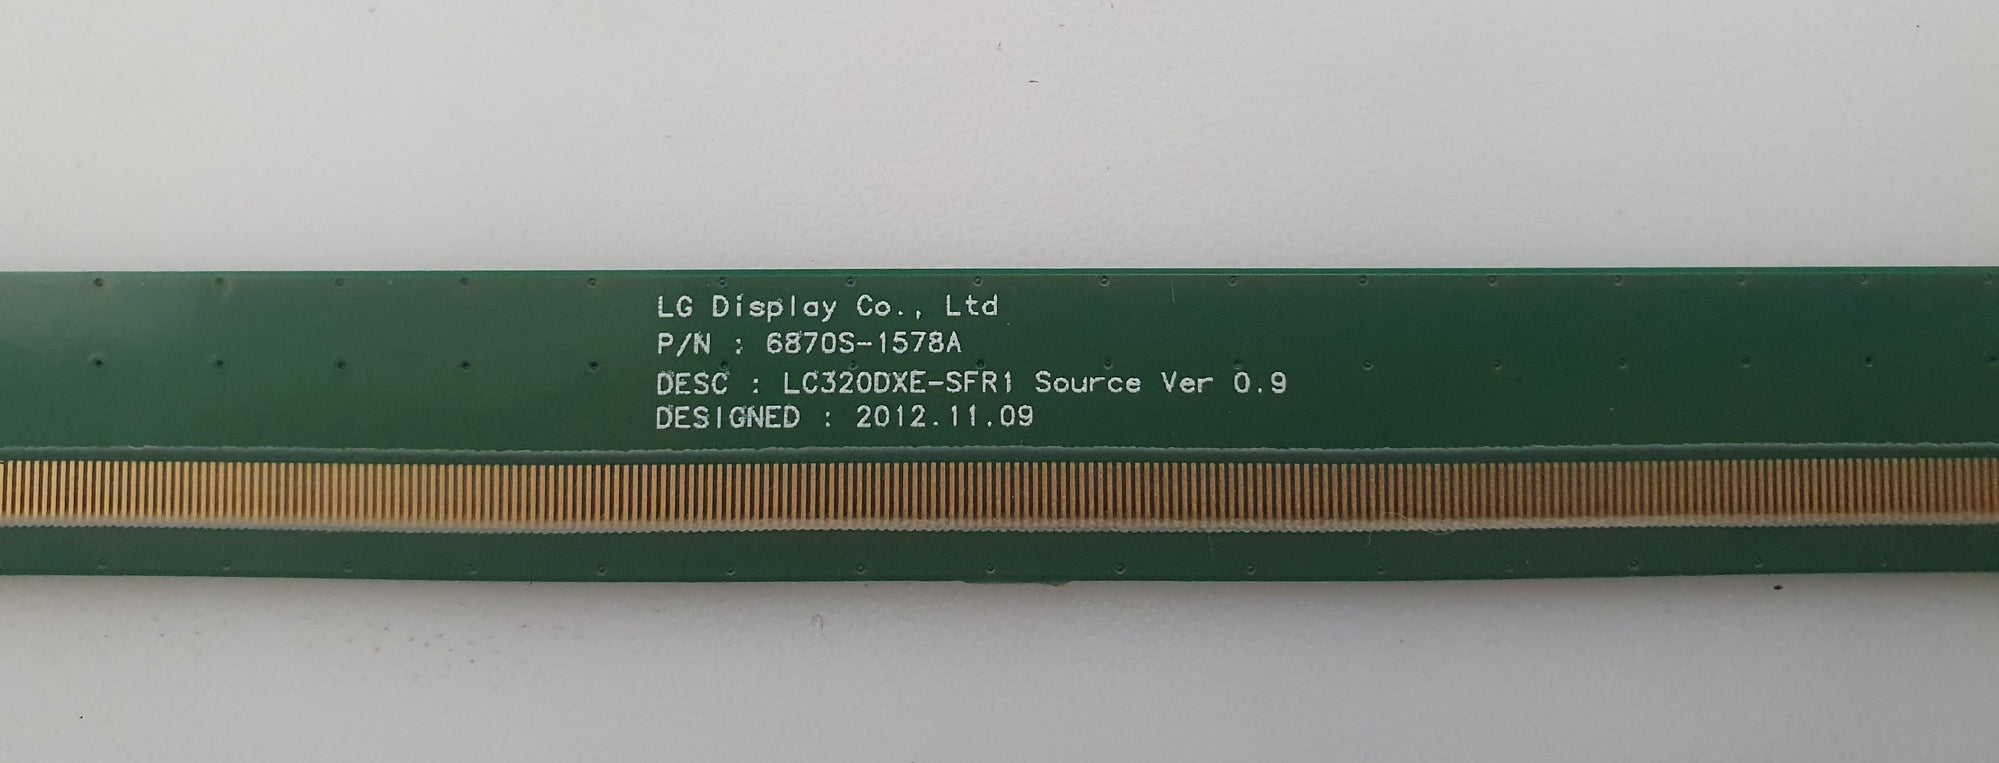 LG Display Co., Ltd
P/N : 6870S-1578A
DESC : LC320DXE-SFR1 Source Ver 0.9
DESIGNED : 2012.11.09